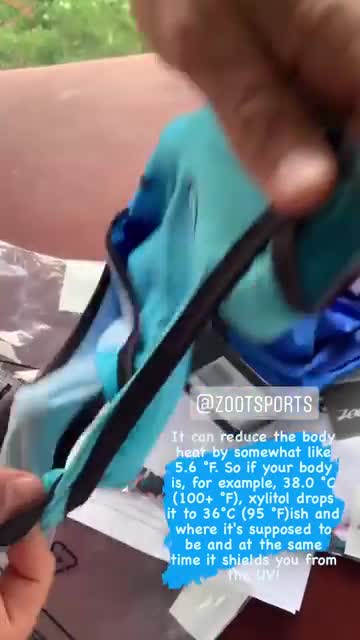 @ZOOTSPORTS
It can reduce the body
heat by somewhat like
5.6 °F. So if your body
is, for example, 38.0 °C
(100+ °F), xylitol drops
it to 36°C (95 °F)ish and
where it's supposed to
be and at the same
time it shields you from
the UV!